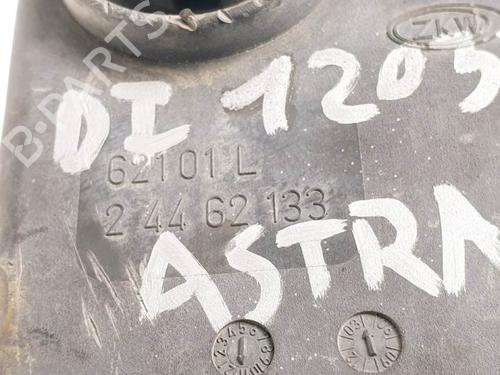 ZKW
DI 1205
62101 L
2 44 62 133
ASTRA
B-PARTS